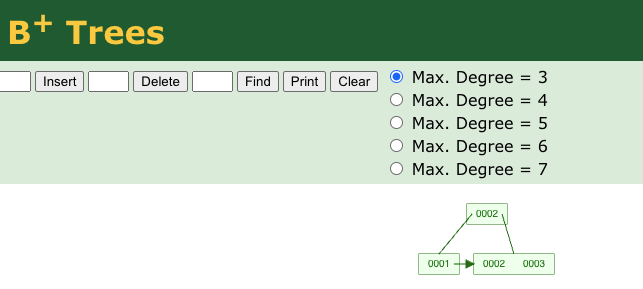 B+ Trees
Insert Delete Find Print Clear
Max. Degree = 3
Max. Degree = 4
Max. Degree = 5
Max. Degree = 6
Max. Degree = 7
0002
0001 0002 0003